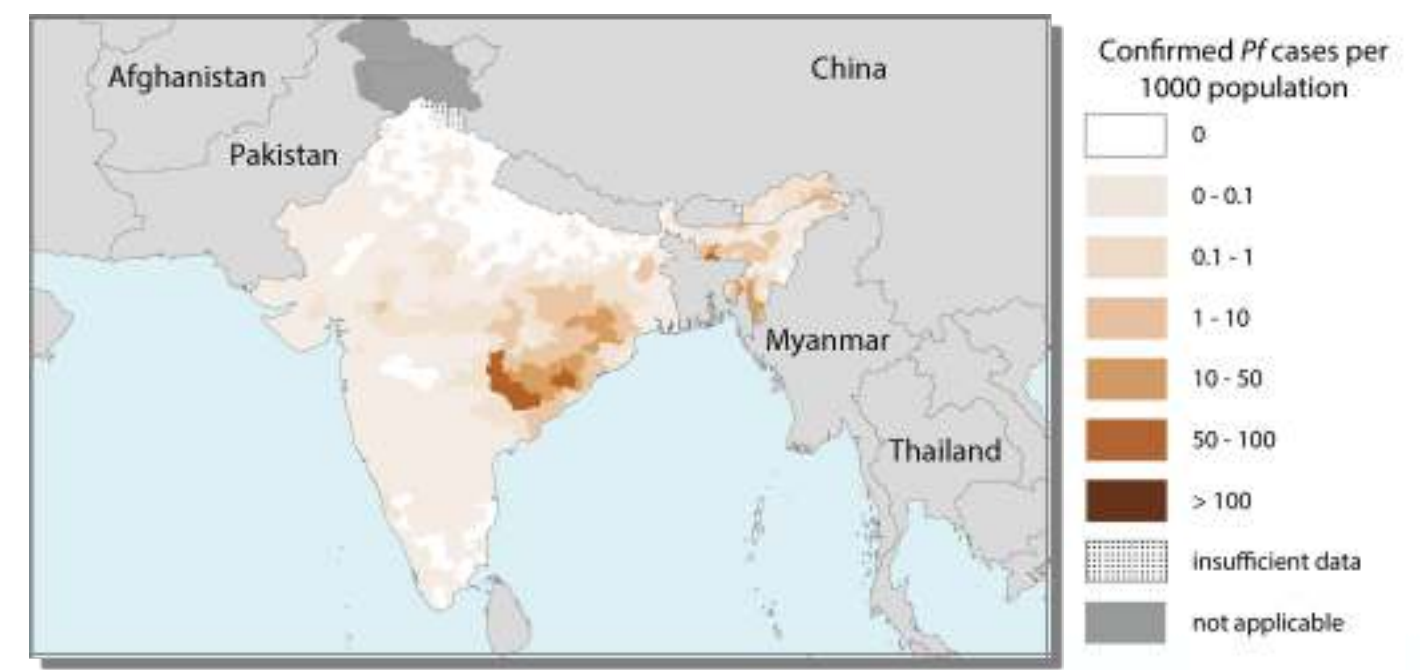 Afghanistan
China
Pakistan
Myanmar
Thailand
Confirmed Pf cases per
1000 population
0
0 - 0.1
0.1 - 1
1 - 10
10 - 50
50 - 100
> 100
insufficient data
not applicable